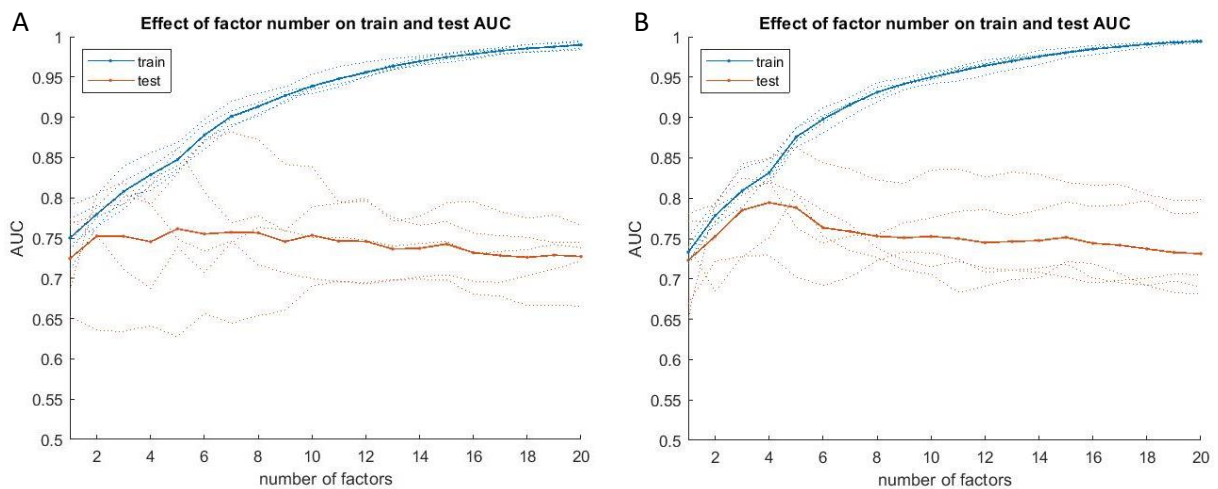 A
Effect of factor number on train and test AUC
1
0.95
0.9
0.85
0.8
0.75
0.7
0.65
0.6
0.55
0.5
AUC
train
test
2 4 6 8 10 12 14 16 18 20
number of factors
B
Effect of factor number on train and test AUC
1
0.95
0.9
0.85
0.8
0.75
0.7
0.65
0.6
0.55
0.5
AUC
train
test
2 4 6 8 10 12 14 16 18 20
number of factors